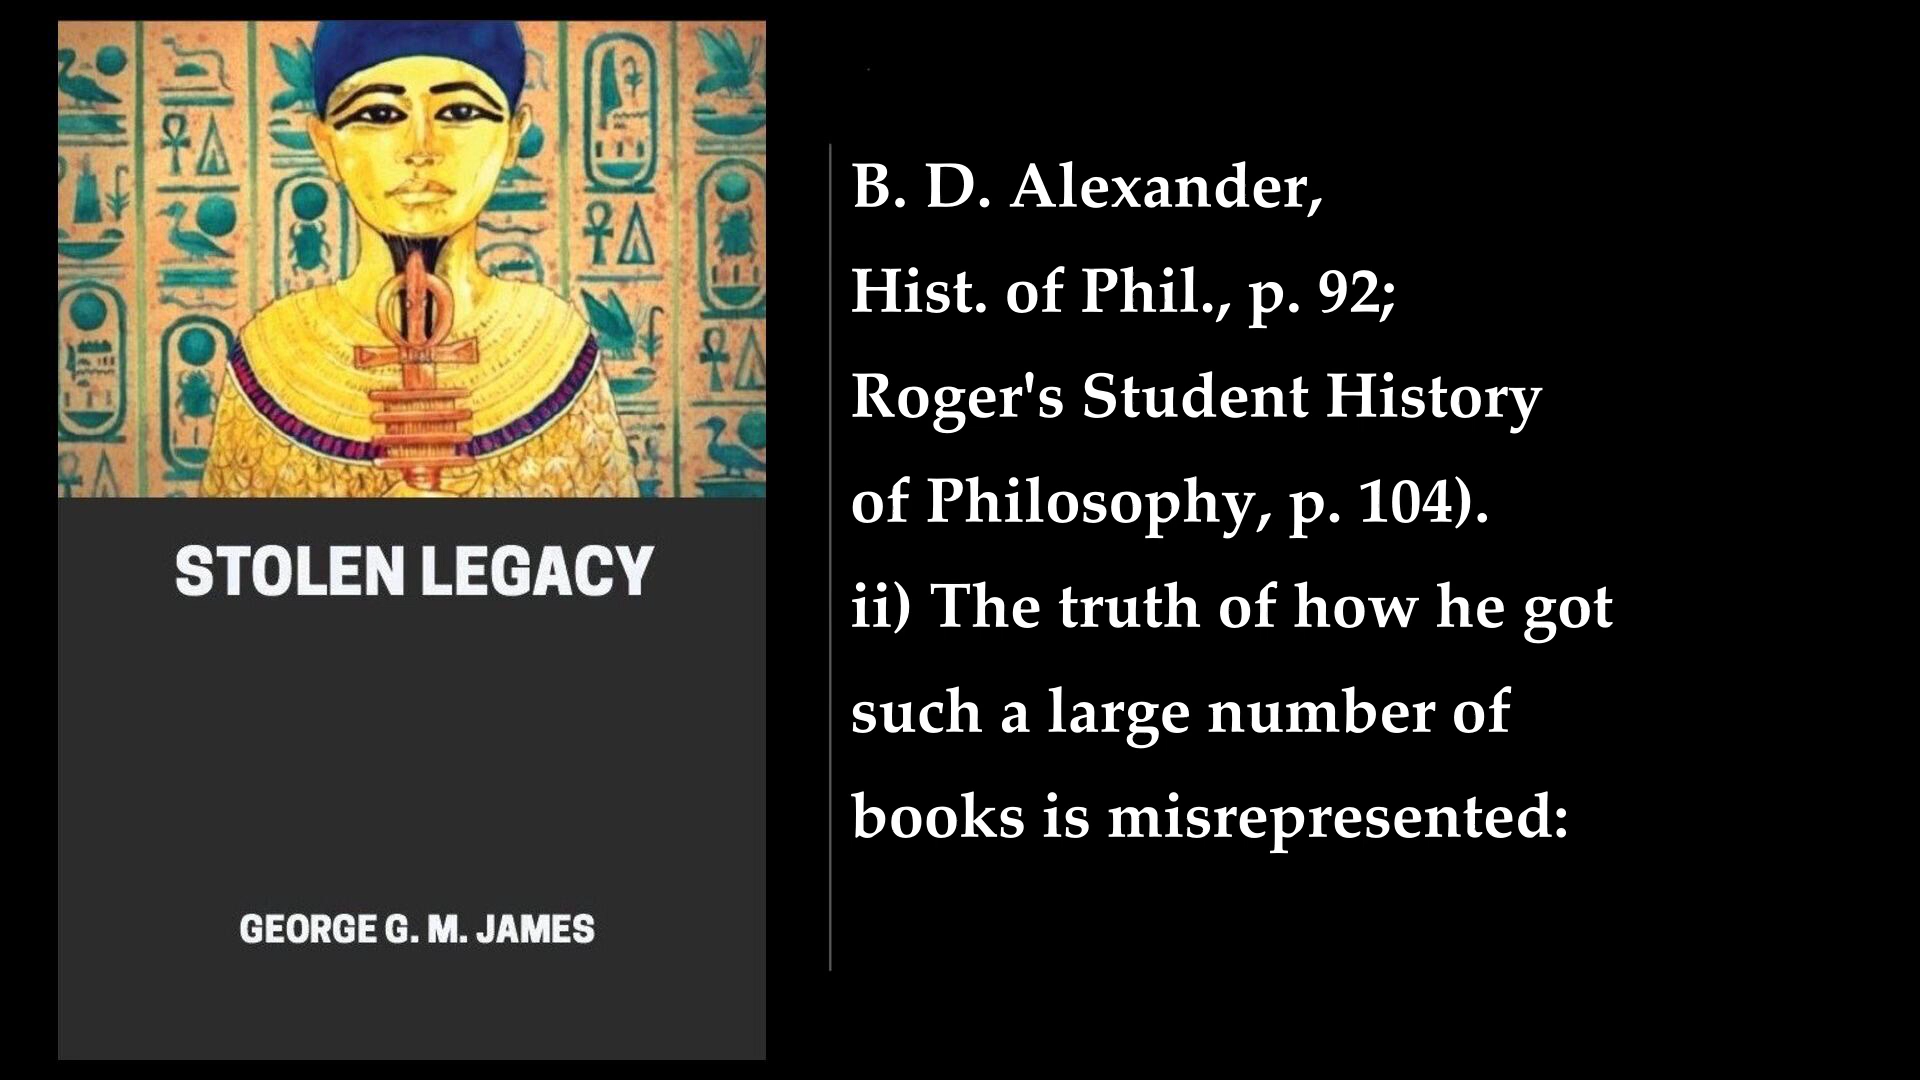 STOLEN LEGACY
GEORGE G. M. JAMES
B. D. Alexander,
Hist. of Phil., p. 92;
Roger's Student History
of Philosophy, p. 104).
ii) The truth of how he got
such a large number of
books is misrepresented: